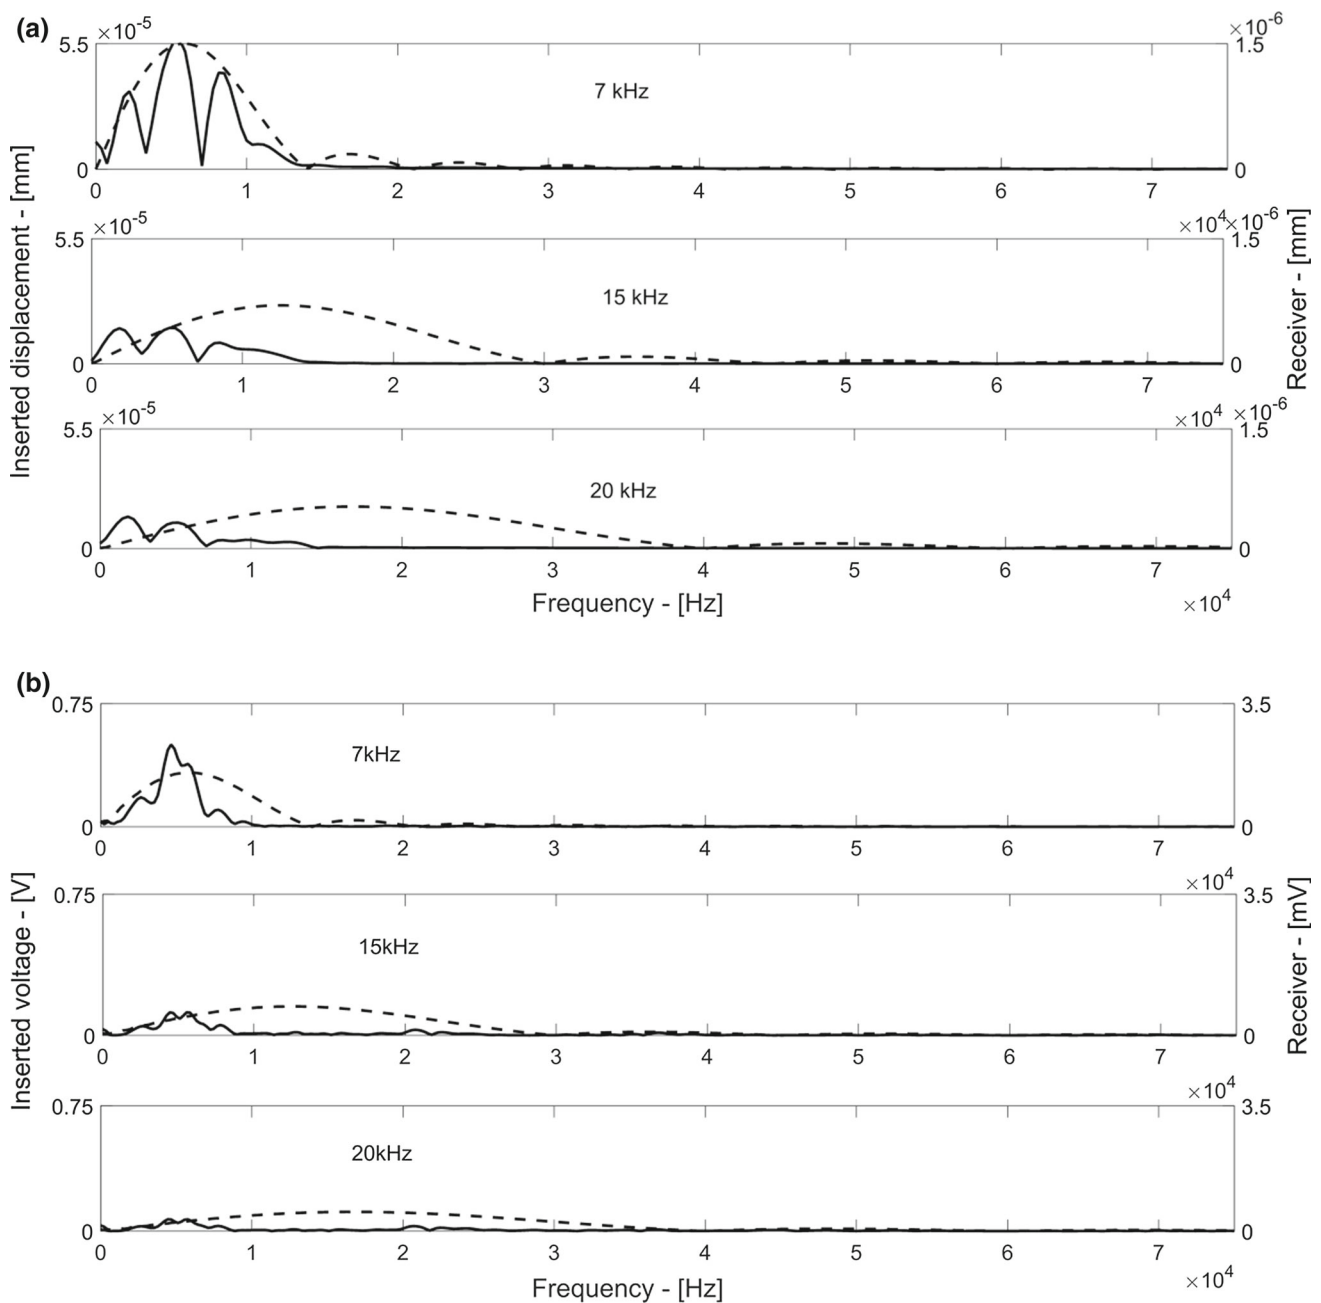 (a)
×10-5 ×10-6
5.5 1.5
7 kHz
0 0
0 1 2 3 4 5 6 7
×10-5 ×104×10-6
5.5 1.5
15 kHz
0 0
0 1 2 3 4 5 6 7
×10-5 ×104 ×10-6
5.5 1.5
20 kHz
0 0
0 1 2 3 4 5 6 7
Frequency - [Hz] ×104
Inserted displacement - [mm]
Receiver - [mm]
(b)
0.75 3.5
7kHz
0 0
0 1 2 3 4 5 6 7
×104
0.75 3.5
15kHz
0 0
0 1 2 3 4 5 6 7
×104
0.75 3.5
20kHz
0 0
0 1 2 3 4 5 6 7
Frequency - [Hz] ×104
Inserted voltage - [V]
Receiver - [mV]